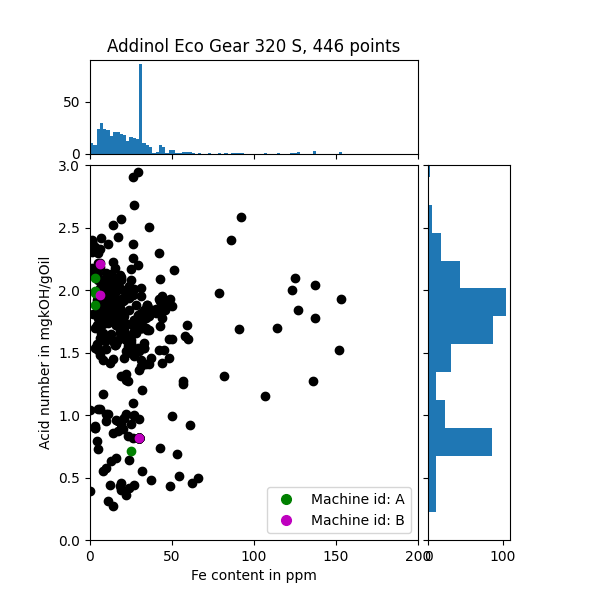 Addinol Eco Gear 320 S, 446 points
50
0
3.0
2.5
2.0
1.5
1.0
0.5
0.0
Acid number in mgkOH/gOil
Machine id: A
Machine id: B
0 50 100 150 200 0 100
Fe content in ppm